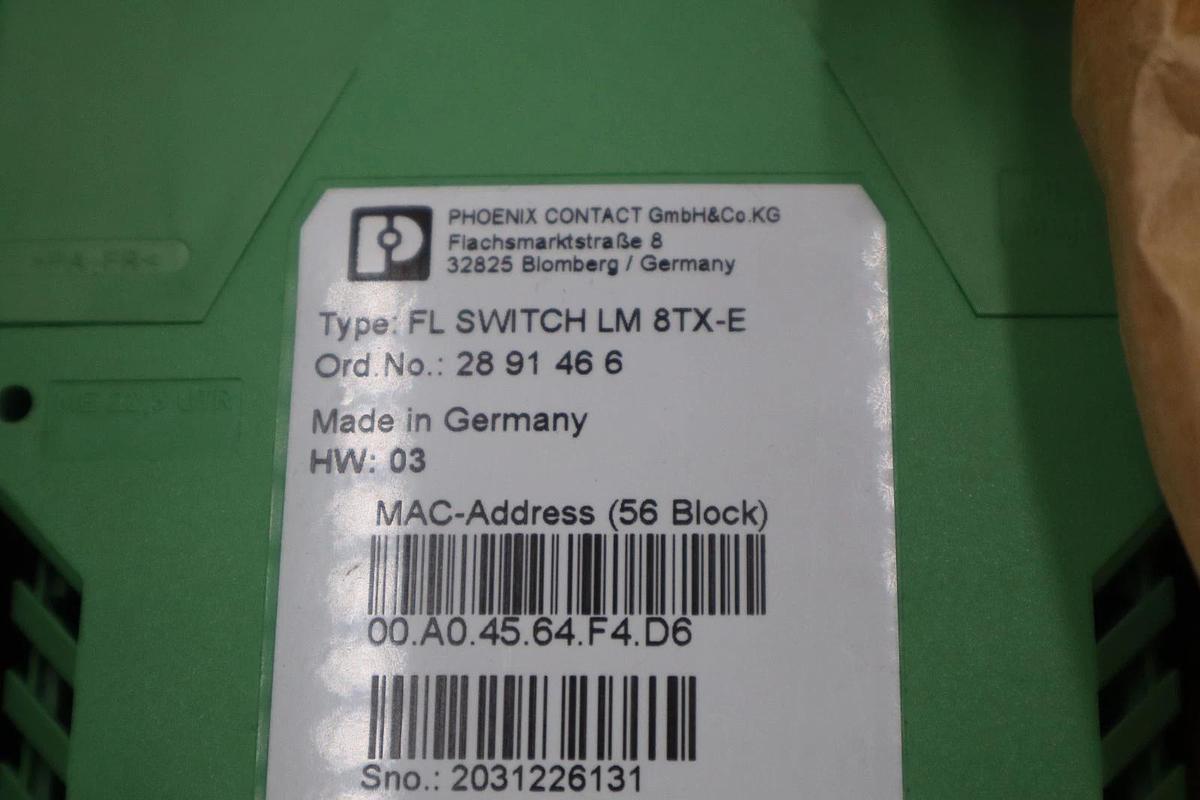 PHOENIX CONTACT GmbH&Co.KG
Flachsmarktstraße 8
32825 Blomberg / Germany
Type: FL SWITCH LM 8TX-E
Ord.No.: 28 91 46 6
Made in Germany
HW: 03
MAC-Address (56 Block)
00.A0.45.64.F4.D6
Sno.: 2031226131